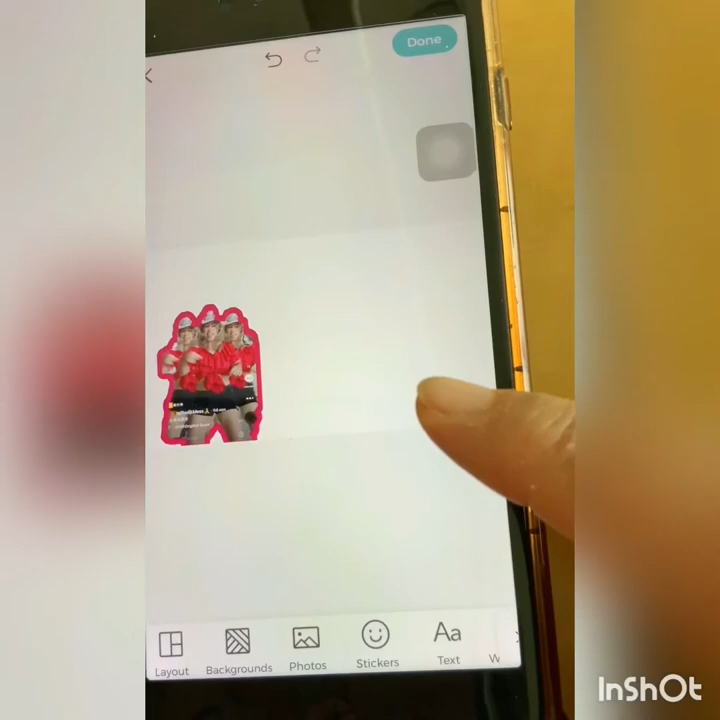 Done
Layout
Backgrounds
Photos
Stickers
Aa
Text
W
InShOt